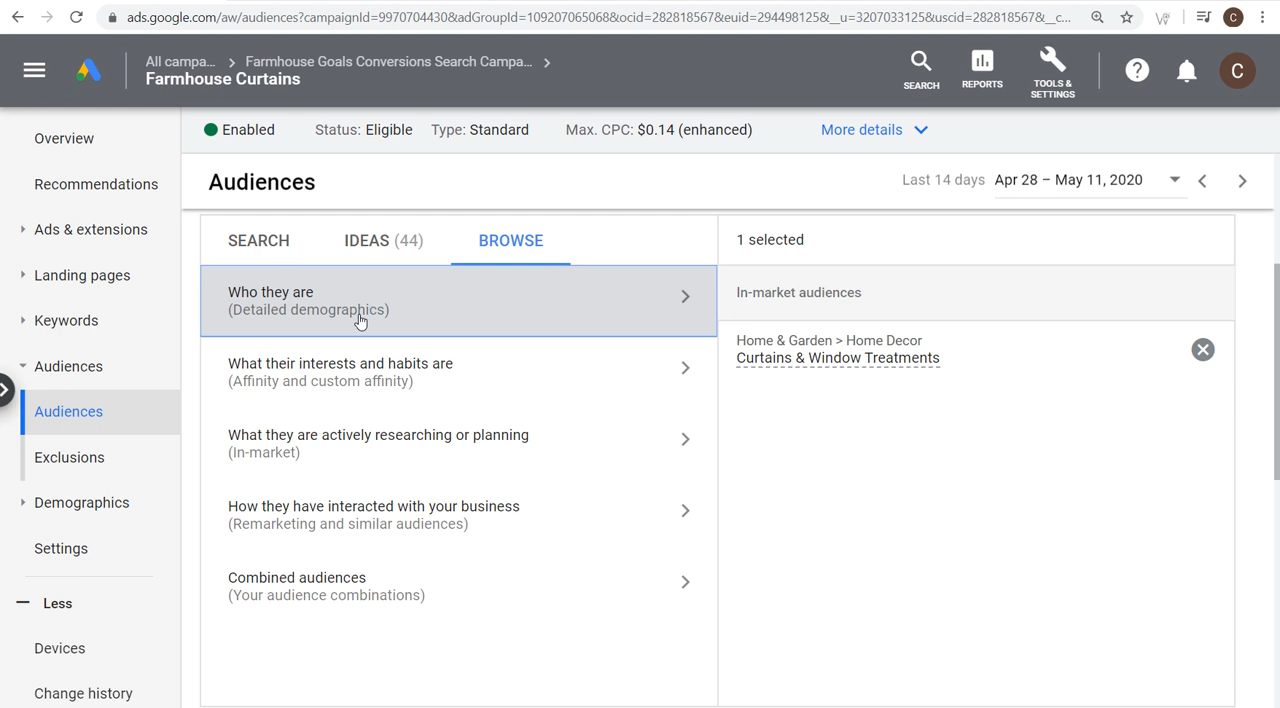 ads.google.com/aw/audiences?campaignId=9970704430&adGroupId=109207065068&ocid=282818567&euid=294498125&__u=3207033125&uscid=282818567&__c...
C
All campa... > Farmhouse Goals Conversions Search Campa... >
Farmhouse Curtains
SEARCH
REPORTS
TOOLS &
SETTINGS
C
Enabled Status: Eligible Type: Standard Max. CPC: $0.14 (enhanced) More details
Overview
Recommendations
Ads & extensions
Landing pages
Keywords
Audiences
Audiences
Exclusions
Demographics
Settings
Less
Devices
Change history
Audiences
Last 14 days Apr 28 – May 11, 2020
SEARCH IDEAS (44) BROWSE
Who they are
(Detailed demographics)
What their interests and habits are
(Affinity and custom affinity)
What they are actively researching or planning
(In-market)
How they have interacted with your business
(Remarketing and similar audiences)
Combined audiences
(Your audience combinations)
1 selected
In-market audiences
Home & Garden > Home Decor
Curtains & Window Treatments